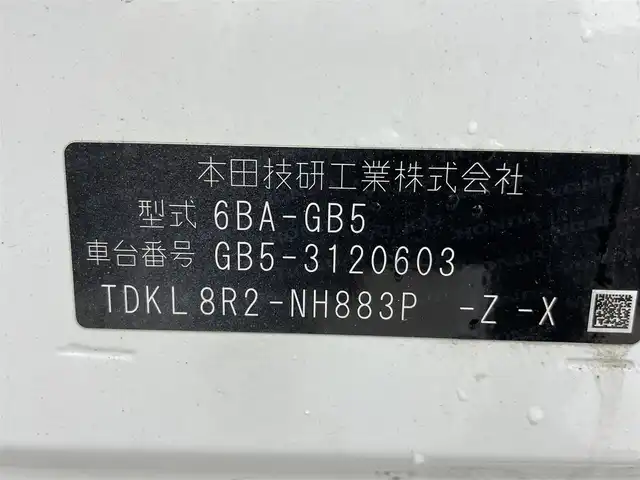 本田技研工業株式会社
型式 6BA-GB5
車台番号 GB5-3120603
TDKL8R2-NH883P -Z -X